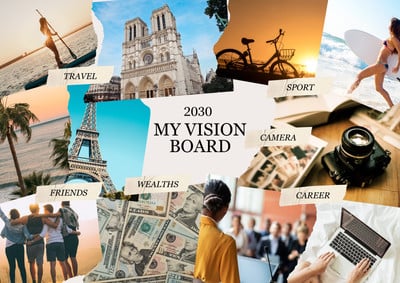 2030
MY VISION
BOARD
TRAVEL
SPORT
CAMERA
FRIENDS
WEALTHS
CAREER